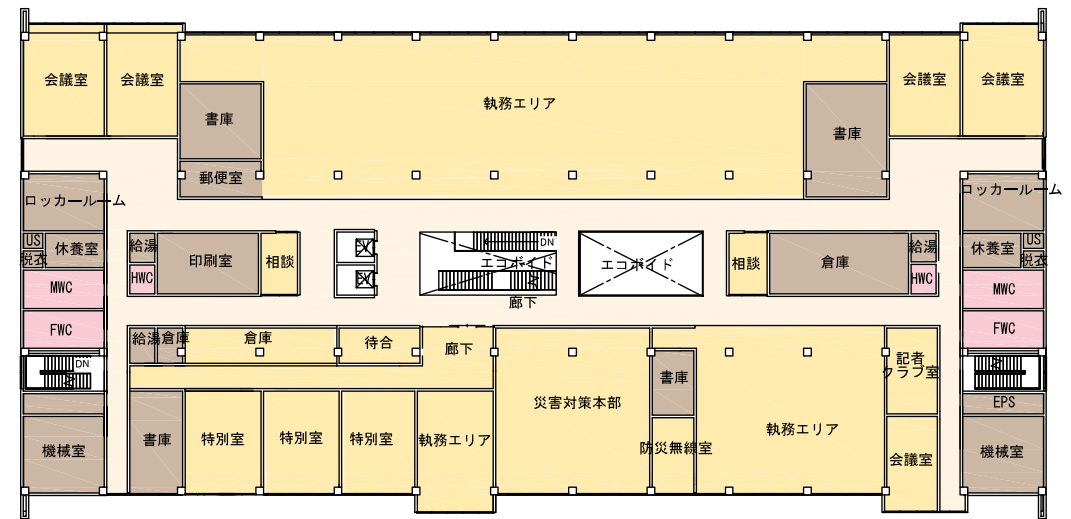 会議室
会議室
執務エリア
会議室
会議室
書庫
書庫
郵便室
ロッカールーム
ロッカールーム
US
休養室
脱衣
給湯
HWC
印刷室
相談
DN
エコボイド
エコボイド
相談
倉庫
給湯
HWC
休養室
US
脱衣
MWC
MWC
廊下
FWC
FWC
給湯
倉庫
倉庫
待合
廊下
DN
書庫
記者
クラブ室
EPS
災害対策本部
執務エリア
書庫
特別室
特別室
特別室
執務エリア
防災無線室
会議室
機械室
機械室